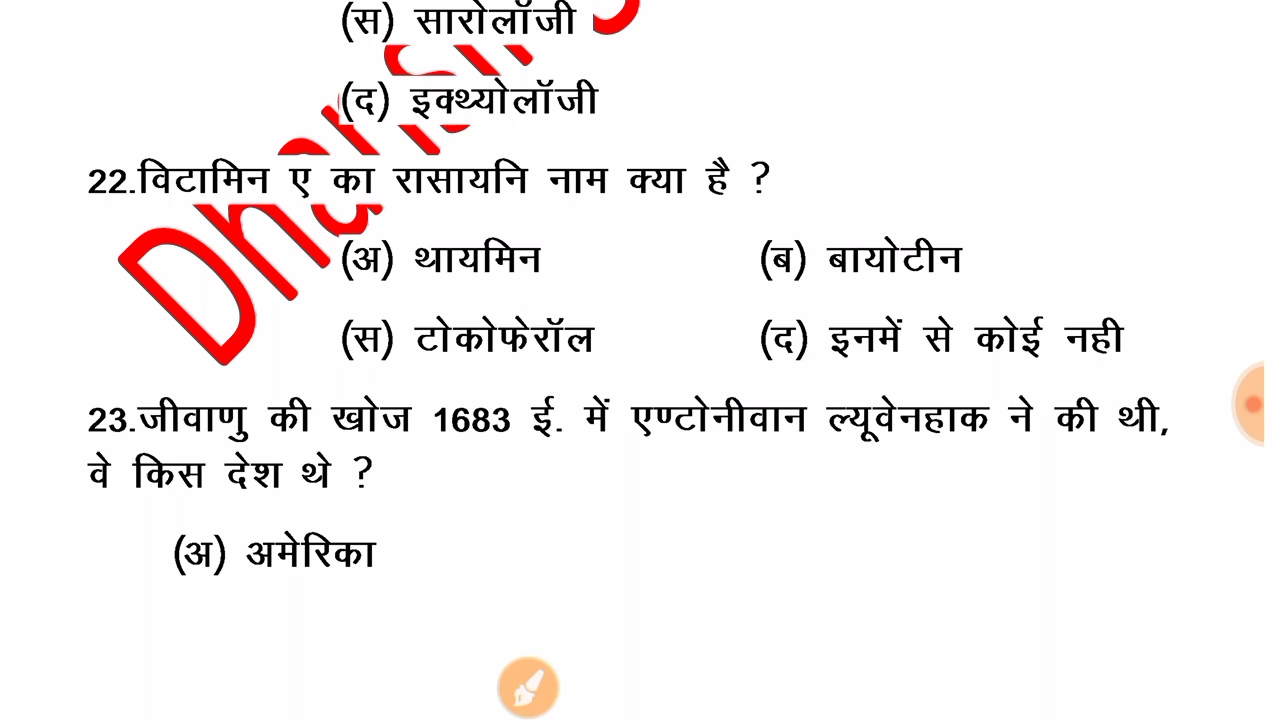 (स) सारोलॉजी
(द) इक्थ्योलॉजी
22.विटामिन ए का रासायनि नाम क्या है ?
(अ) थायमिन (ब) बायोटीन
(स) टोकोफेरॉल (द) इनमें से कोई नही
23.जीवाणु की खोज 1683 ई. में एण्टोनीवान ल्यूवेनहाक ने की थी,
वे किस देश थे ?
(अ) अमेरिका